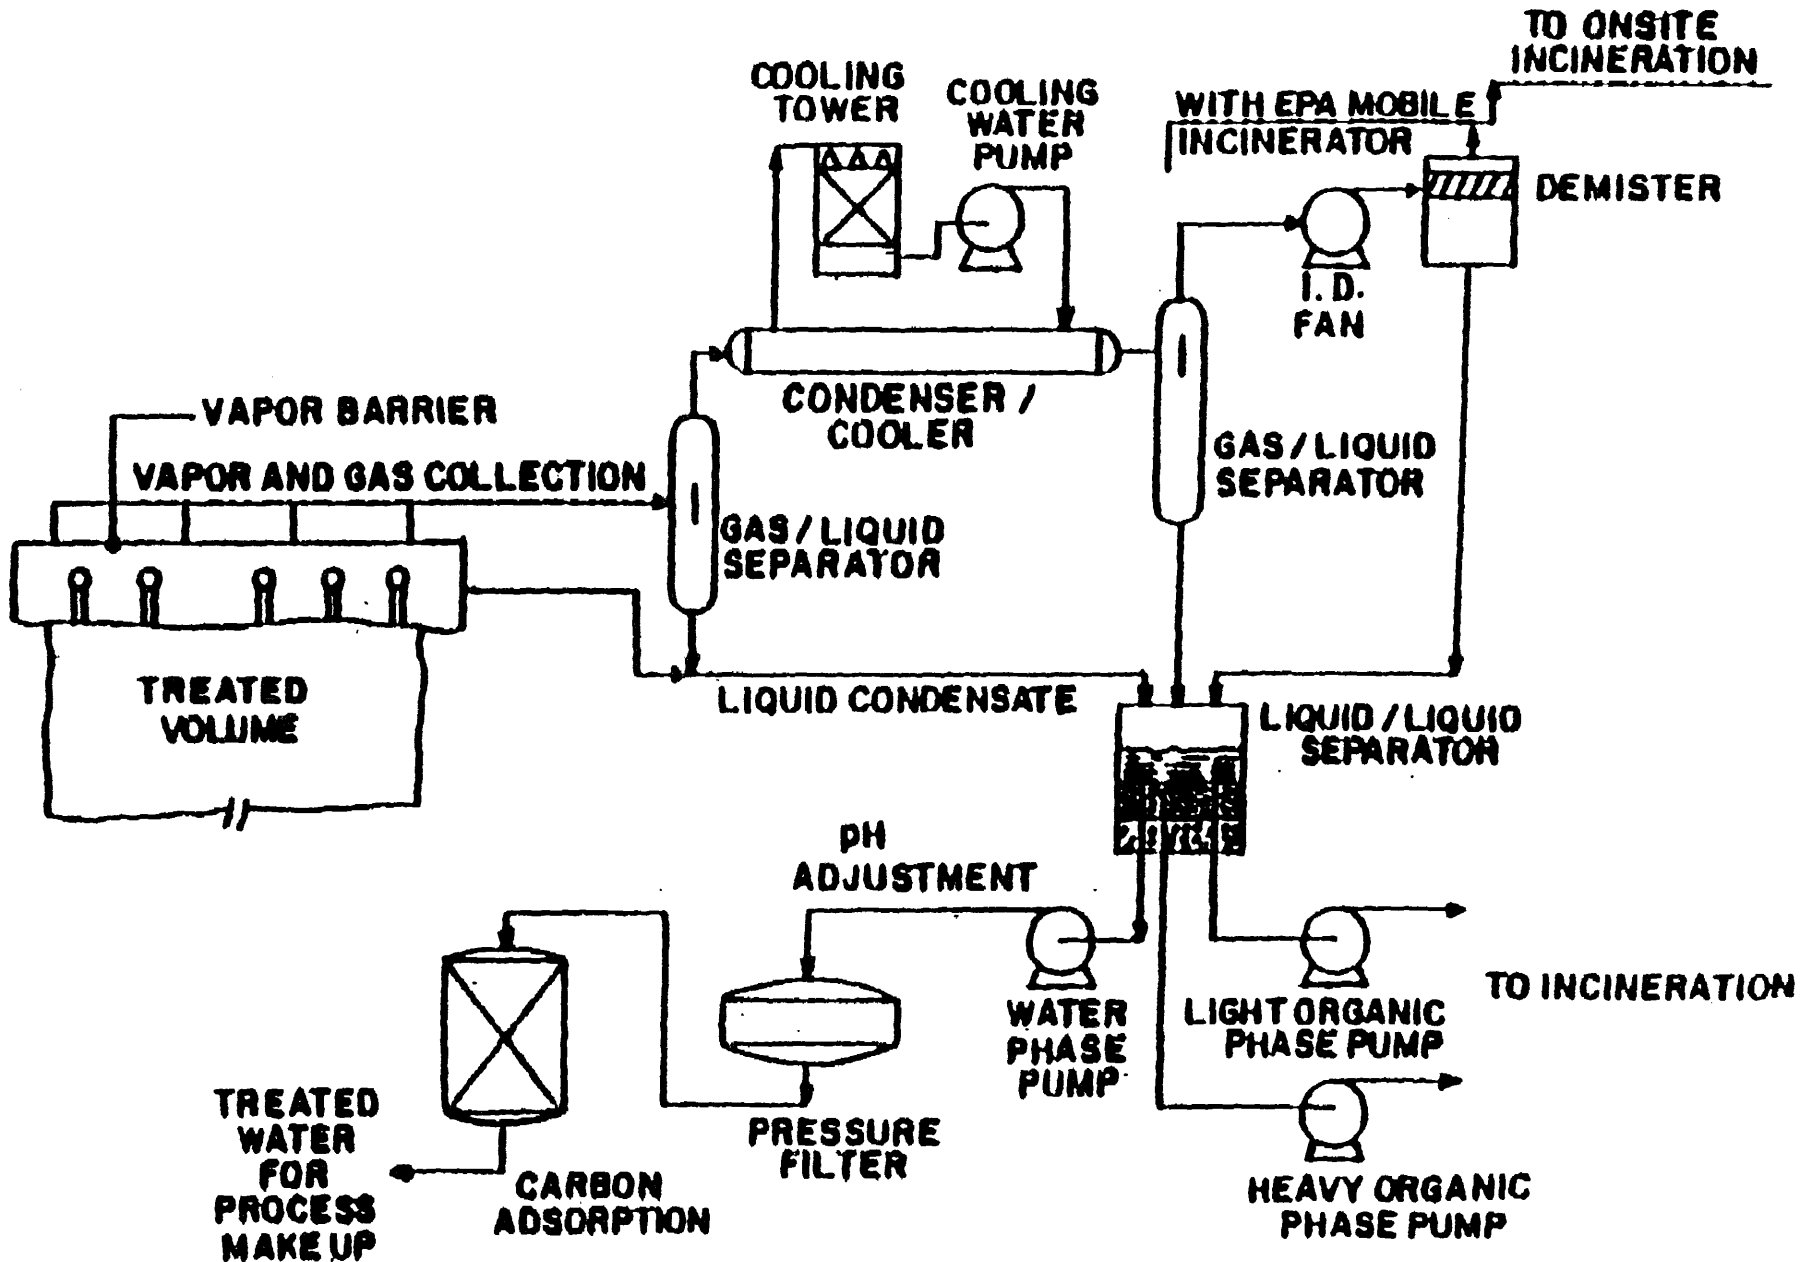 TO ONSITE
INCINERATION
COOLING
TOWER
COOLING
WATER
PUMP
WITH EPA MOBILE
INCINERATOR
DEMISTER
I. D.
FAN
VAPOR BARRIER
CONDENSER /
COOLER
VAPOR AND GAS COLLECTION
GAS / LIQUID
SEPARATOR
GAS / LIQUID
SEPARATOR
TREATED
VOLUME
LIQUID CONDENSATE
LIQUID / LIQUID
SEPARATOR
pH
ADJUSTMENT
WATER
PHASE
PUMP
LIGHT ORGANIC
PHASE PUMP
TO INCINERATION
TREATED
WATER
FOR
PROCESS
MAKE UP
CARBON
ADSORPTION
PRESSURE
FILTER
HEAVY ORGANIC
PHASE PUMP